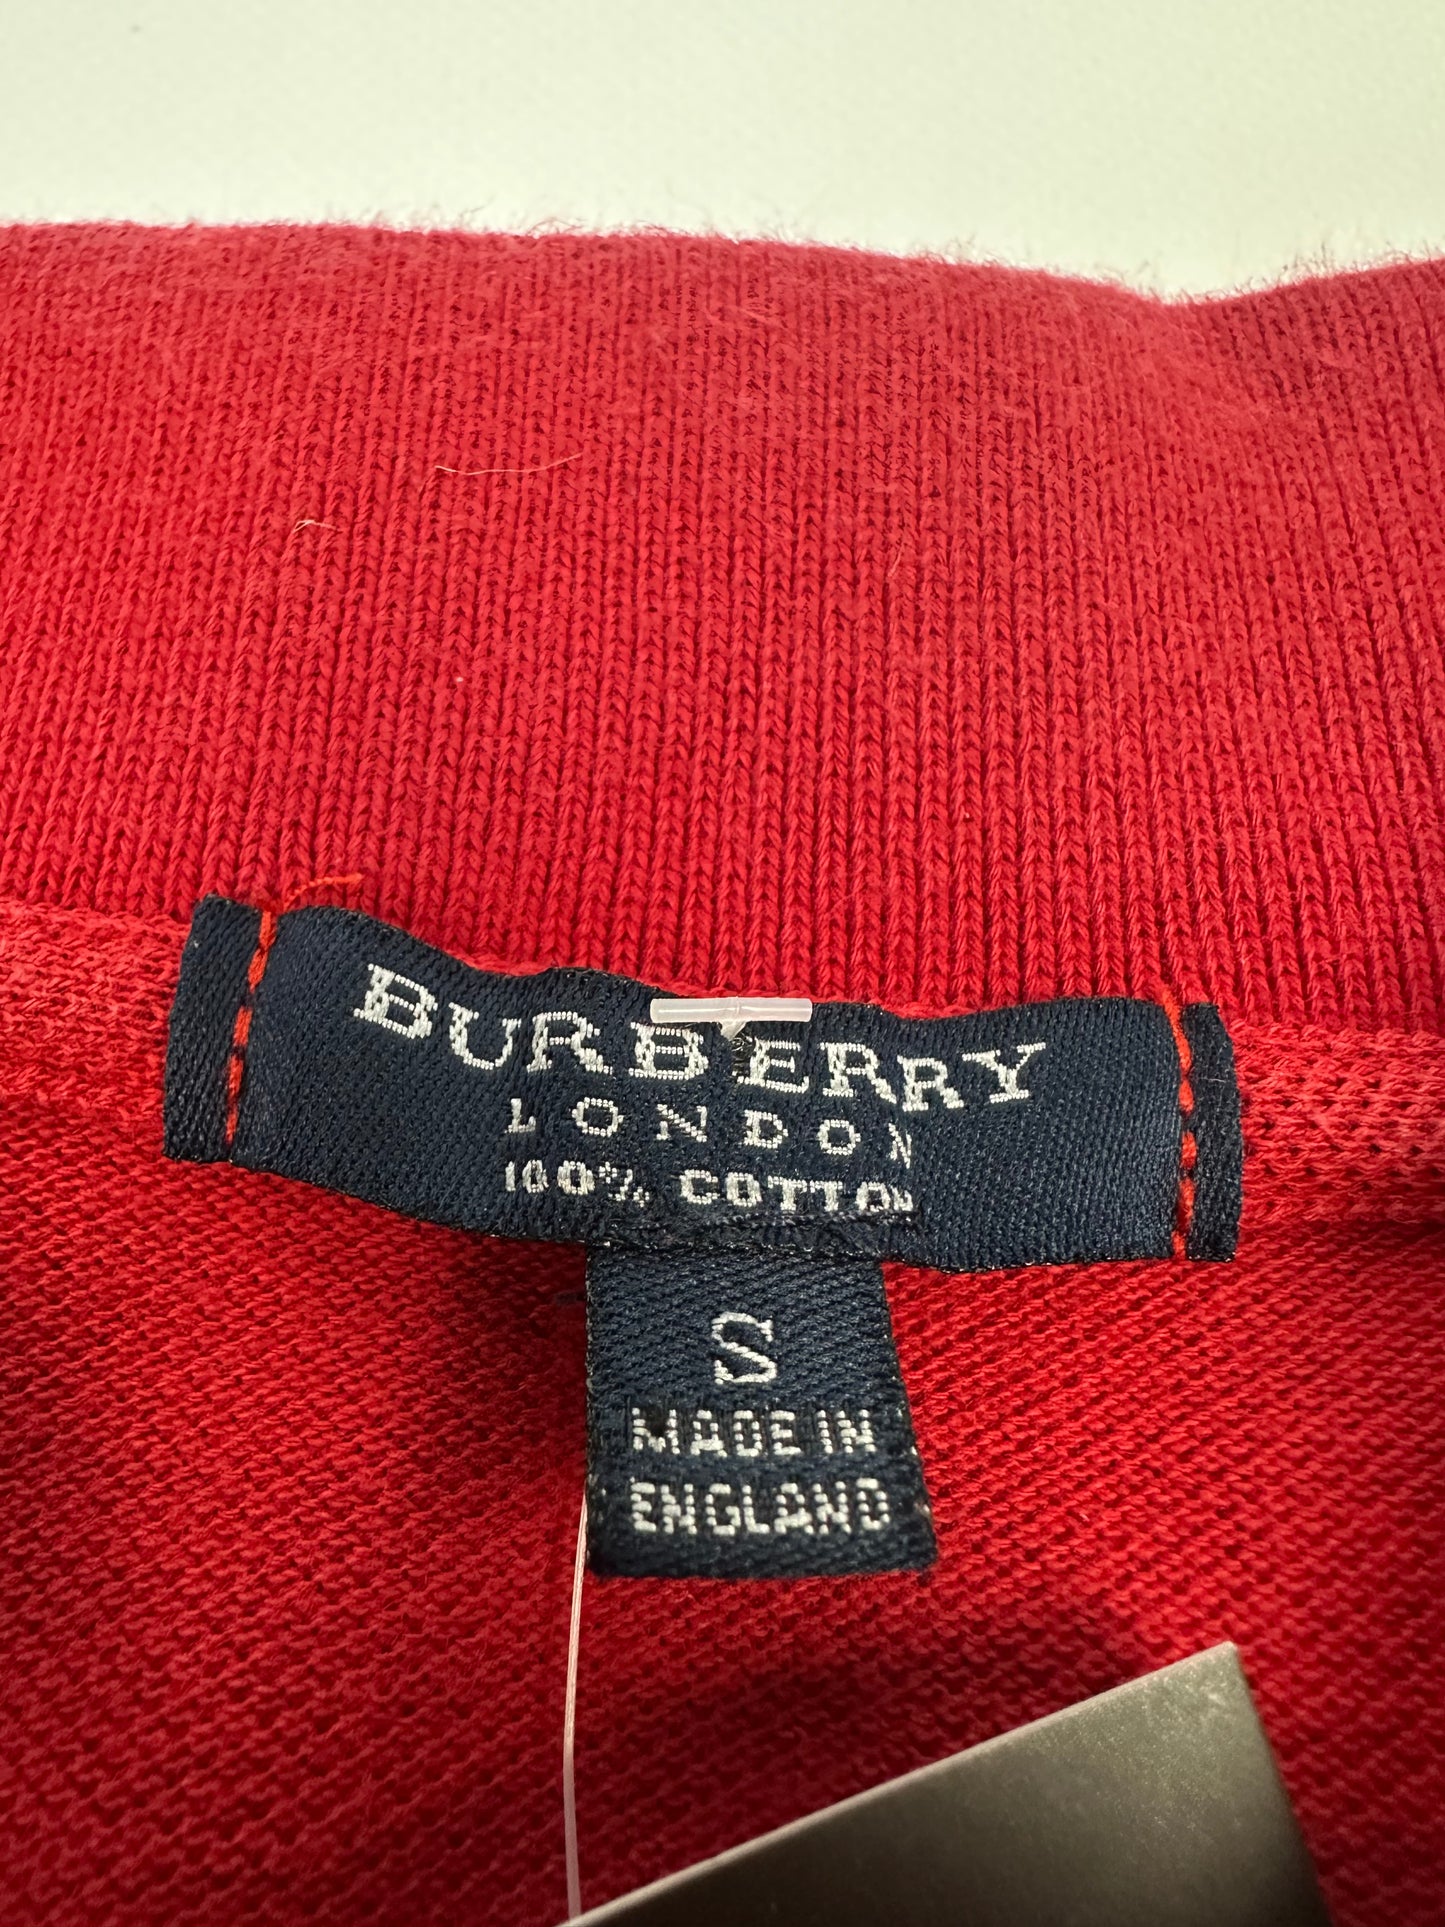 BURBERRY
LONDON
100% COTTON
S
MADE IN
ENGLAND